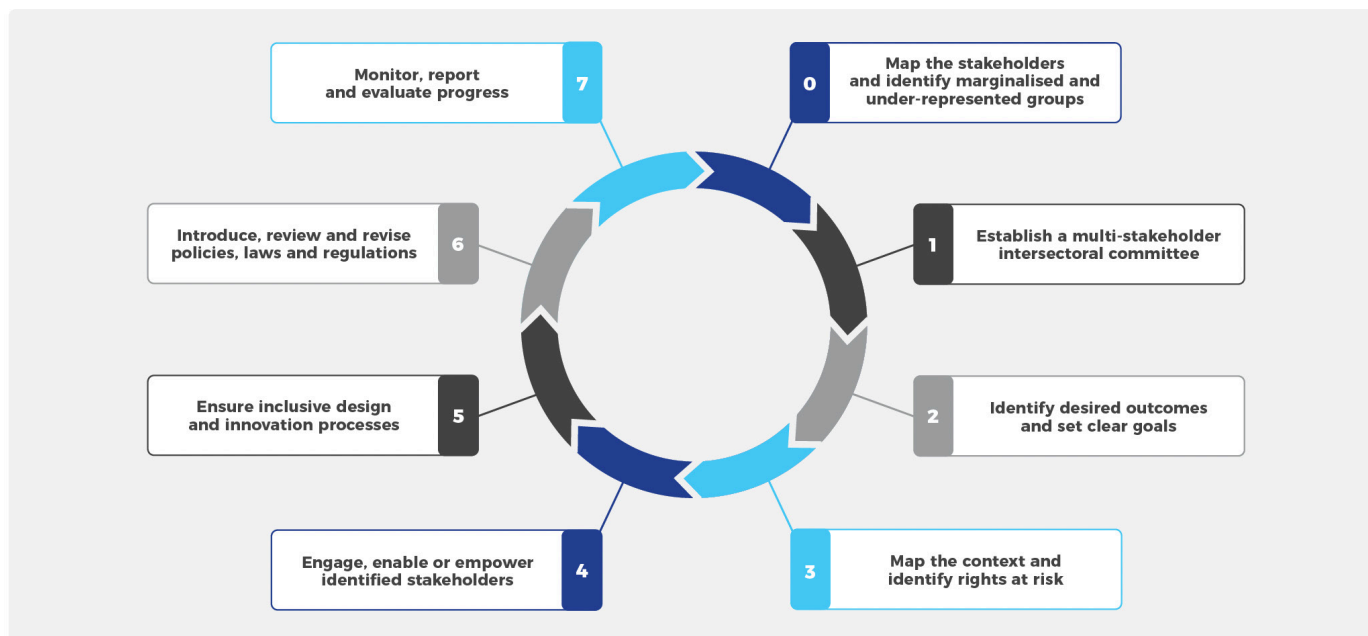 0
Map the stakeholders
and identify marginalised and
under-represented groups
1
Establish a multi-stakeholder
intersectoral committee
2
Identify desired outcomes
and set clear goals
3
Map the context and
identify rights at risk
4
Engage, enable or empower
identified stakeholders
5
Ensure inclusive design
and innovation processes
6
Introduce, review and revise
policies, laws and regulations
7
Monitor, report
and evaluate progress